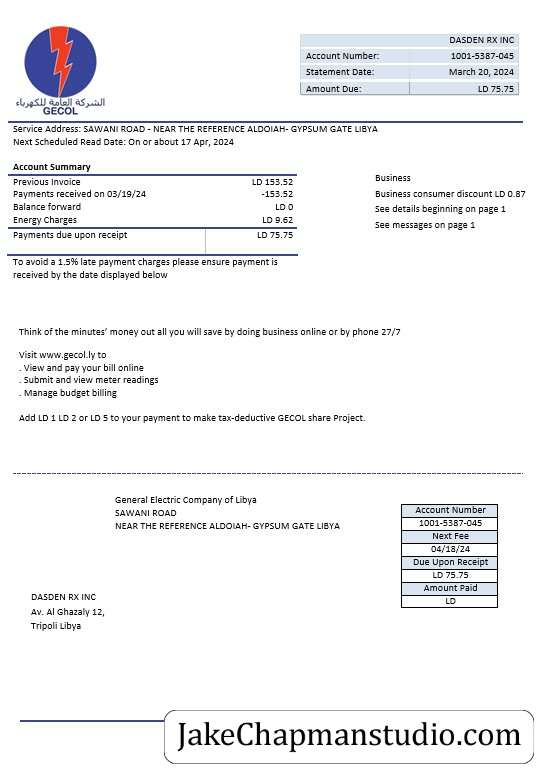 DASDEN RX INC
Account Number: 1001-5387-045
Statement Date: March 20, 2024
Amount Due: LD 75.75
الشركة العامة للكهرباء
GECOL
Service Address: SAWANI ROAD - NEAR THE REFERENCE ALDOIAH- GYPSUM GATE LIBYA
Next Scheduled Read Date: On or about 17 Apr, 2024
Account Summary
Previous Invoice LD 153.52
Payments received on 03/19/24 -153.52
Balance forward LD 0
Energy Charges LD 9.62
Payments due upon receipt LD 75.75
Business
Business consumer discount LD 0.87
See details beginning on page 1
See messages on page 1
To avoid a 1.5% late payment charges please ensure payment is
received by the date displayed below
Think of the minutes’ money out all you will save by doing business online or by phone 27/7
Visit www.gecol.ly to
. View and pay your bill online
. Submit and view meter readings
. Manage budget billing
Add LD 1 LD 2 or LD 5 to your payment to make tax-deductive GECOL share Project.
General Electric Company of Libya
SAWANI ROAD
NEAR THE REFERENCE ALDOIAH- GYPSUM GATE LIBYA
Account Number
1001-5387-045
Next Fee
04/18/24
Due Upon Receipt
LD 75.75
Amount Paid
LD
DASDEN RX INC
Av. Al Ghazaly 12,
Tripoli Libya
JakeChapmanstudio.com